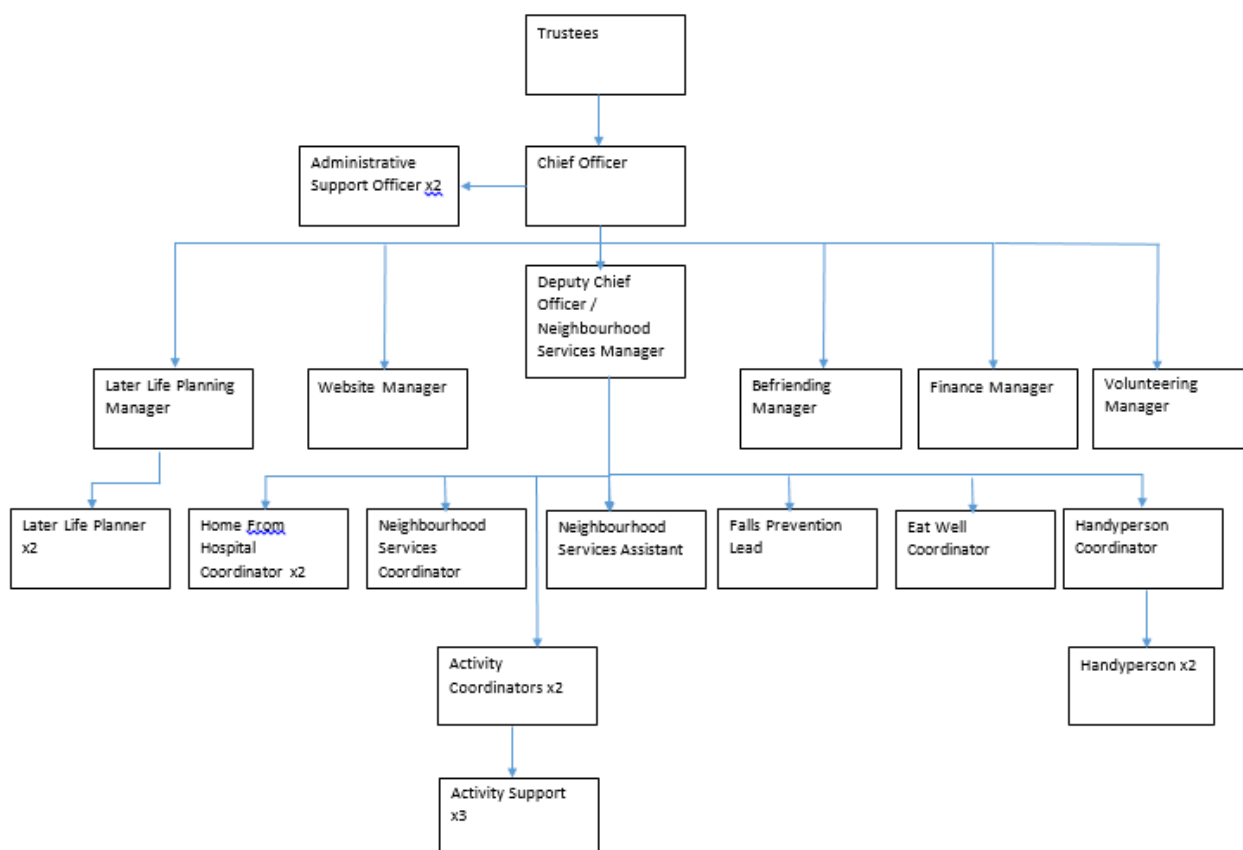 Trustees
Administrative
Support Officer x2
Chief Officer
Deputy Chief
Officer /
Neighbourhood
Services Manager
Later Life Planning
Manager
Website Manager
Befriending
Manager
Finance Manager
Volunteering
Manager
Later Life Planner
x2
Home From
Hospital
Coordinator x2
Neighbourhood
Services
Coordinator
Neighbourhood
Services Assistant
Falls Prevention
Lead
Eat Well
Coordinator
Handyperson
Coordinator
Activity
Coordinators x2
Handyperson x2
Activity Support
x3